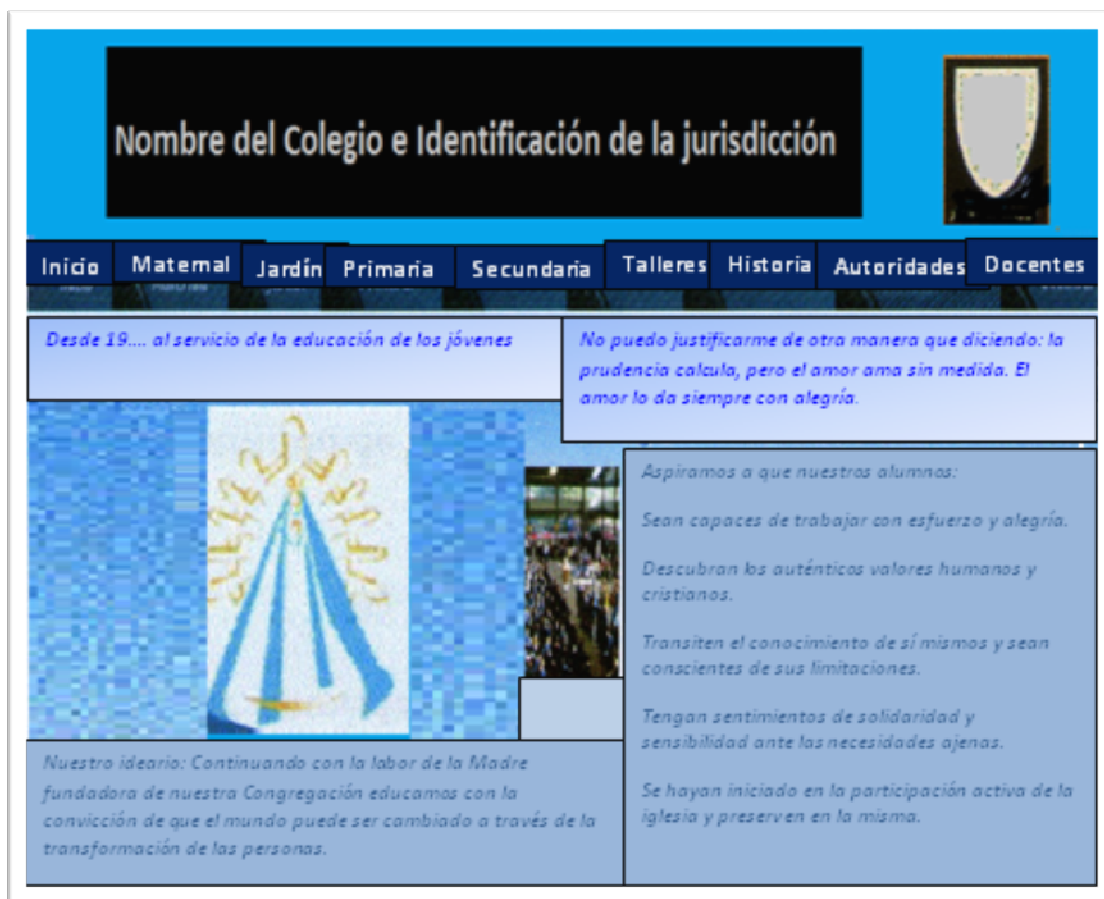 Nombre del Colegio e Identificación de la jurisdicción
Inicio Maternal Jardín Primaria Secundaria Talleres Historia Autoridades Docentes
Desde 19.... al servicio de la educación de los jóvenes
No puedo justificarme de otra manera que diciendo: la
prudencia calcula, pero el amor ama sin medida. El
amor lo da siempre con alegría.
Aspiramos a que nuestros alumnos:
Sean capaces de trabajar con esfuerzo y alegría.
Descubran los auténticos valores humanos y
cristianos.
Transiten el conocimiento de sí mismos y sean
conscientes de sus limitaciones.
Tengan sentimientos de solidaridad y
sensibilidad ante las necesidades ajenas.
Se hayan iniciado en la participación activa de la
iglesia y preserven en la misma.
Nuestro ideario: Continuando con la labor de la Madre
fundadora de nuestra Congregación educamos con la
convicción de que el mundo puede ser cambiado a través de la
transformación de las personas.